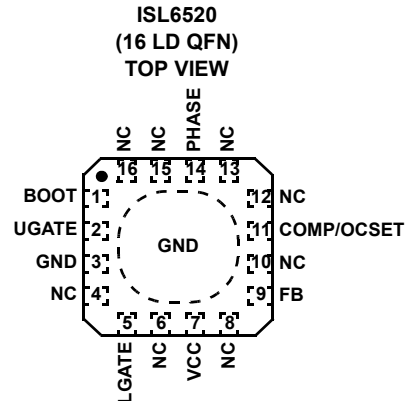 ISL6520
(16 LD QFN)
TOP VIEW
NC
NC
PHASE
NC
16
15
14
13
BOOT 1
12 NC
UGATE 2
11 COMP/OCSET
GND 3
GND
10 NC
NC 4
9 FB
5
6
7
8
LGATE
NC
VCC
NC